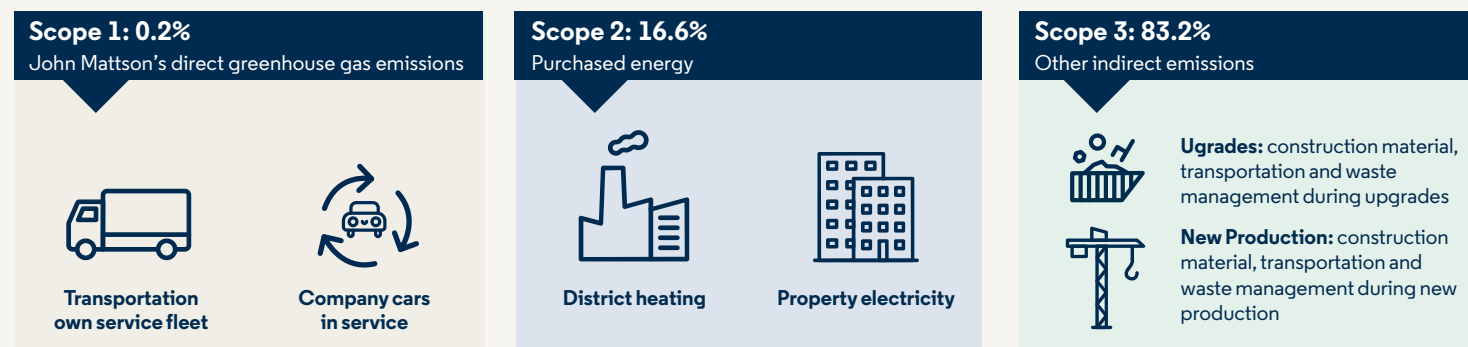 Scope 1: 0.2%
John Mattson's direct greenhouse gas emissions
Transportation
own service fleet
Company cars
in service
Scope 2: 16.6%
Purchased energy
District heating
Property electricity
Scope 3: 83.2%
Other indirect emissions
Ugrades: construction material,
transportation and waste
management during upgrades
New Production: construction
material, transportation and
waste management during new
production